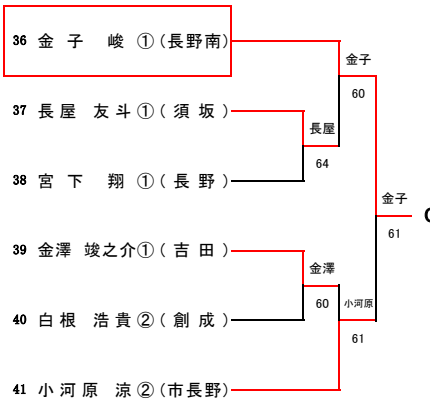 36 金子 峻 ①(長野南)
金子
60
37 長屋 友斗①(須坂)
長屋
64
38 宮下 翔 ①(長野)
金子
61
39 金澤 竣之介①(吉田)
金澤
60
小河原
61
40 白根 浩貴②(創成)
41 小河原 涼②(市長野)